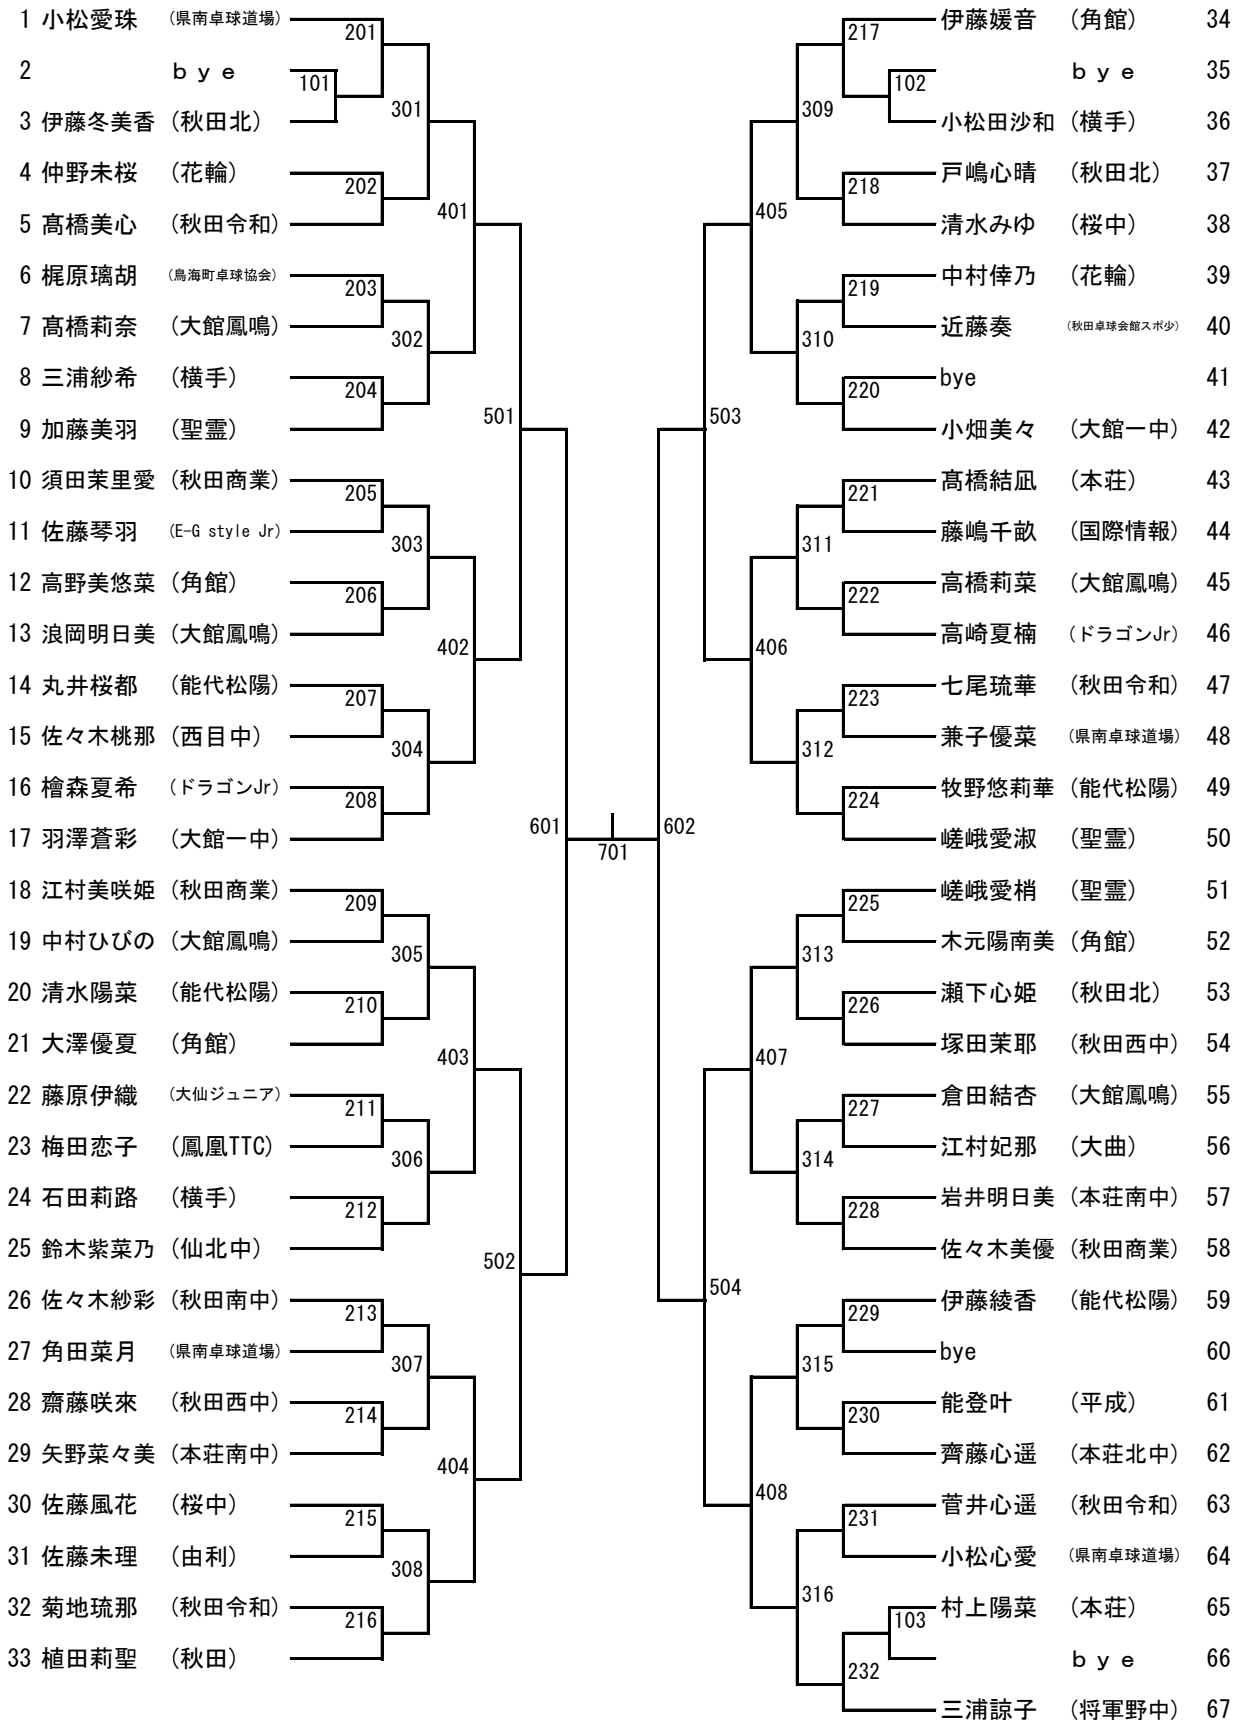 1 小松愛珠 (県南卓球道場)
2 ｂｙｅ
3 伊藤冬美香 (秋田北)
4 仲野未桜 (花輪)
5 髙橋美心 (秋田令和)
6 梶原璃胡 (鳥海町卓球協会)
7 髙橋莉奈 (大館鳳鳴)
8 三浦紗希 (横手)
9 加藤美羽 (聖霊)
10 須田茉里愛 (秋田商業)
11 佐藤琴羽 (E-G style Jr)
12 高野美悠菜 (角館)
13 浪岡明日美 (大館鳳鳴)
14 丸井桜都 (能代松陽)
15 佐々木桃那 (西目中)
16 檜森夏希 (ドラゴンJr)
17 羽澤蒼彩 (大館一中)
18 江村美咲姫 (秋田商業)
19 中村ひびの (大館鳳鳴)
20 清水陽菜 (能代松陽)
21 大澤優夏 (角館)
22 藤原伊織 (大仙ジュニア)
23 梅田恋子 (鳳凰TTC)
24 石田莉路 (横手)
25 鈴木紫菜乃 (仙北中)
26 佐々木紗彩 (秋田南中)
27 角田菜月 (県南卓球道場)
28 齋藤咲來 (秋田西中)
29 矢野菜々美 (本荘南中)
30 佐藤風花 (桜中)
31 佐藤未理 (由利)
32 菊地琉那 (秋田令和)
33 植田莉聖 (秋田)
101
201
202
203
204
205
206
207
208
209
210
211
212
213
214
215
216
301
302
303
304
305
306
307
308
401
402
403
404
501
502
601
701
602
503
504
405
406
407
408
309
310
311
312
313
314
315
316
217
218
219
220
221
222
223
224
225
226
227
228
229
230
231
232
102
103
伊藤媛音 (角館) 34
ｂｙｅ 35
小松田沙和 (横手) 36
戸嶋心晴 (秋田北) 37
清水みゆ (桜中) 38
中村倖乃 (花輪) 39
近藤奏 (秋田卓球会館スポ少) 40
bye 41
小畑美々 (大館一中) 42
髙橋結凪 (本荘) 43
藤嶋千畝 (国際情報) 44
高橋莉菜 (大館鳳鳴) 45
高崎夏楠 (ドラゴンJr) 46
七尾琉華 (秋田令和) 47
兼子優菜 (県南卓球道場) 48
牧野悠莉華 (能代松陽) 49
嵯峨愛淑 (聖霊) 50
嵯峨愛梢 (聖霊) 51
木元陽南美 (角館) 52
瀬下心姫 (秋田北) 53
塚田茉耶 (秋田西中) 54
倉田結杏 (大館鳳鳴) 55
江村妃那 (大曲) 56
岩井明日美 (本荘南中) 57
佐々木美優 (秋田商業) 58
伊藤綾香 (能代松陽) 59
bye 60
能登叶 (平成) 61
齊藤心遥 (本荘北中) 62
菅井心遥 (秋田令和) 63
小松心愛 (県南卓球道場) 64
村上陽菜 (本荘) 65
ｂｙｅ 66
三浦諒子 (将軍野中) 67